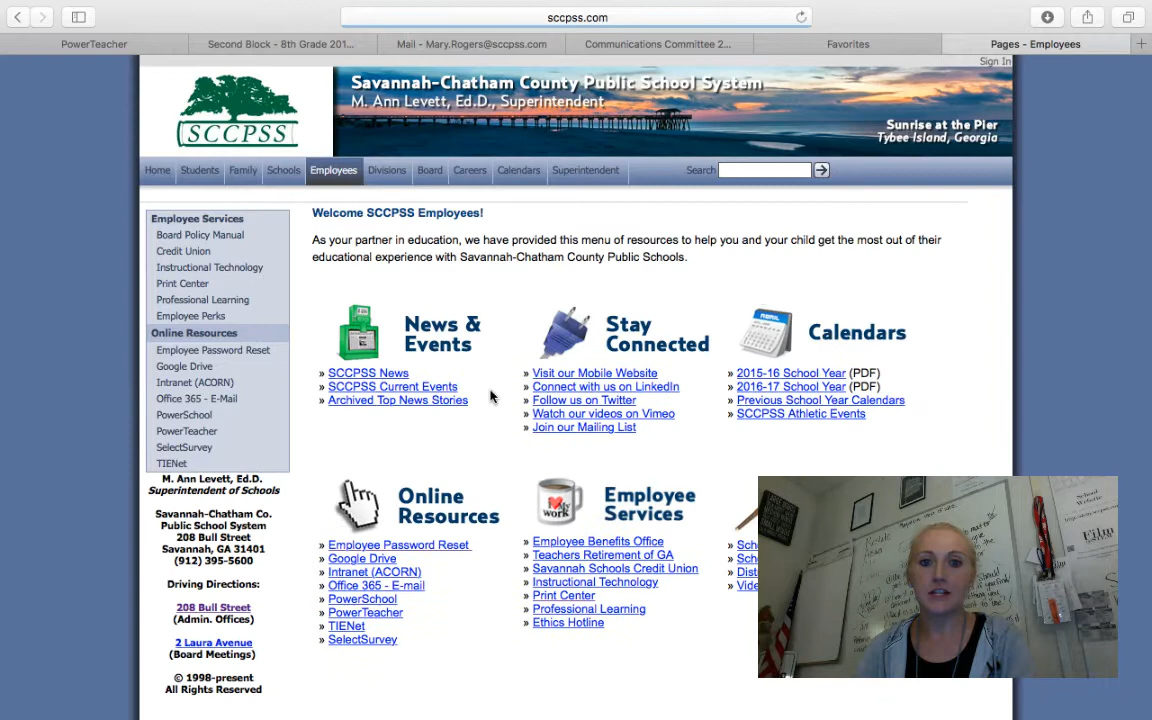 sccpss.com
PowerTeacher
Second Block - 8th Grade 201...
Mail - Mary.Rogers@sccpss.com
Communications Committee 2...
Favorites
Pages - Employees
Sign In
SCCPSS
Savannah-Chatham County Public School System
M. Ann Levett, Ed.D., Superintendent
Sunrise at the Pier
Tybee Island, Georgia
Home Students Family Schools Employees Divisions Board Careers Calendars Superintendent Search
Employee Services
Board Policy Manual
Credit Union
Instructional Technology
Print Center
Professional Learning
Employee Perks
Online Resources
Employee Password Reset
Google Drive
Intranet (ACORN)
Office 365 - E-Mail
PowerSchool
PowerTeacher
SelectSurvey
TIENet
M. Ann Levett, Ed.D.
Superintendent of Schools
Savannah-Chatham Co.
Public School System
208 Bull Street
Savannah, GA 31401
(912) 395-5600
Driving Directions:
208 Bull Street
(Admin. Offices)
2 Laura Avenue
(Board Meetings)
© 1998-present
All Rights Reserved
Welcome SCCPSS Employees!
As your partner in education, we have provided this menu of resources to help you and your child get the most out of their
educational experience with Savannah-Chatham County Public Schools.
News &
Events
» SCCPSS News
» SCCPSS Current Events
» Archived Top News Stories
Stay
Connected
» Visit our Mobile Website
» Connect with us on LinkedIn
» Follow us on Twitter
» Watch our videos on Vimeo
» Join our Mailing List
APRIL
Calendars
» 2015-16 School Year (PDF)
» 2016-17 School Year (PDF)
» Previous School Year Calendars
» SCCPSS Athletic Events
Online
Resources
» Employee Password Reset
» Google Drive
» Intranet (ACORN)
» Office 365 - E-mail
» PowerSchool
» PowerTeacher
» TIENet
» SelectSurvey
work
Employee
Services
» Employee Benefits Office
» Teachers Retirement of GA
» Savannah Schools Credit Union
» Instructional Technology
» Print Center
» Professional Learning
» Ethics Hotline
» Sch
» Sch
» Dist
» Vide
School
Website
Film